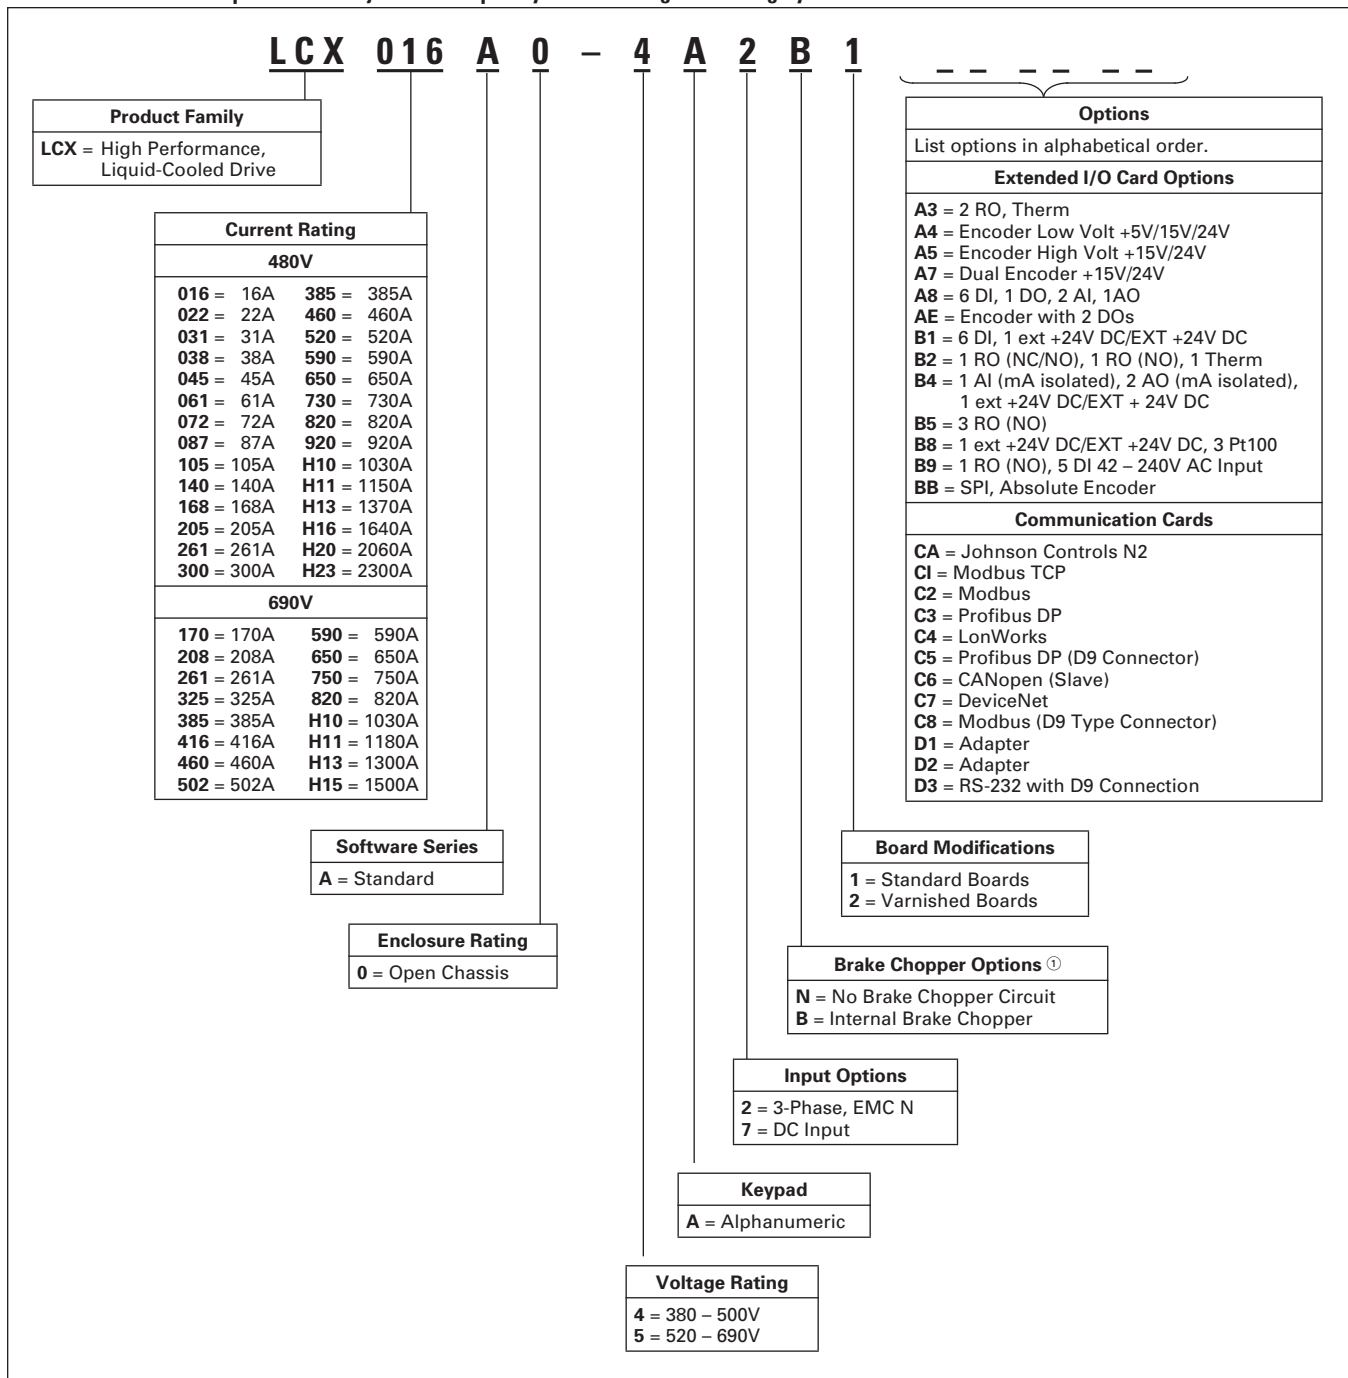 LCX 016 A 0 – 4 A 2 B 1 _ _ _ _ _ _
Product Family
LCX = High Performance,
Liquid-Cooled Drive
Current Rating
480V
016 = 16A 385 = 385A
022 = 22A 460 = 460A
031 = 31A 520 = 520A
038 = 38A 590 = 590A
045 = 45A 650 = 650A
061 = 61A 730 = 730A
072 = 72A 820 = 820A
087 = 87A 920 = 920A
105 = 105A H10 = 1030A
140 = 140A H11 = 1150A
168 = 168A H13 = 1370A
205 = 205A H16 = 1640A
261 = 261A H20 = 2060A
300 = 300A H23 = 2300A
690V
170 = 170A 590 = 590A
208 = 208A 650 = 650A
261 = 261A 750 = 750A
325 = 325A 820 = 820A
385 = 385A H10 = 1030A
416 = 416A H11 = 1180A
460 = 460A H13 = 1300A
502 = 502A H15 = 1500A
Software Series
A = Standard
Enclosure Rating
0 = Open Chassis
Options
List options in alphabetical order.
Extended I/O Card Options
A3 = 2 RO, Therm
A4 = Encoder Low Volt +5V/15V/24V
A5 = Encoder High Volt +15V/24V
A7 = Dual Encoder +15V/24V
A8 = 6 DI, 1 DO, 2 AI, 1AO
AE = Encoder with 2 DOs
B1 = 6 DI, 1 ext +24V DC/EXT +24V DC
B2 = 1 RO (NC/NO), 1 RO (NO), 1 Therm
B4 = 1 AI (mA isolated), 2 AO (mA isolated),
1 ext +24V DC/EXT + 24V DC
B5 = 3 RO (NO)
B8 = 1 ext +24V DC/EXT +24V DC, 3 Pt100
B9 = 1 RO (NO), 5 DI 42 – 240V AC Input
BB = SPI, Absolute Encoder
Communication Cards
CA = Johnson Controls N2
CI = Modbus TCP
C2 = Modbus
C3 = Profibus DP
C4 = LonWorks
C5 = Profibus DP (D9 Connector)
C6 = CANopen (Slave)
C7 = DeviceNet
C8 = Modbus (D9 Type Connector)
D1 = Adapter
D2 = Adapter
D3 = RS-232 with D9 Connection
Board Modifications
1 = Standard Boards
2 = Varnished Boards
Brake Chopper Options ①
N = No Brake Chopper Circuit
B = Internal Brake Chopper
Input Options
2 = 3-Phase, EMC N
7 = DC Input
Keypad
A = Alphanumeric
Voltage Rating
4 = 380 – 500V
5 = 520 – 690V